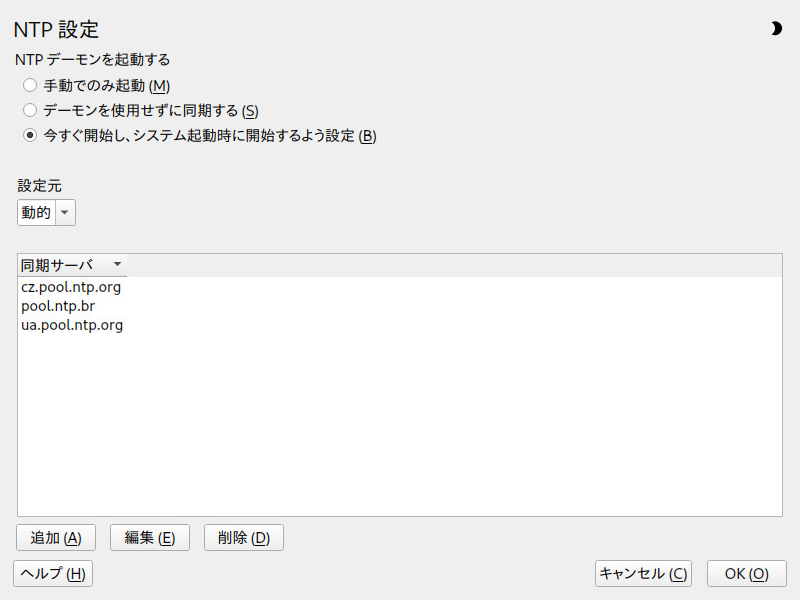 NTP 設定
NTP デーモンを起動する
手動でのみ起動 (M)
デーモンを使用せずに同期する (S)
今すぐ開始し、システム起動時に開始するよう設定 (B)
設定元
動的
同期サーバ
cz.pool.ntp.org
pool.ntp.br
ua.pool.ntp.org
追加 (A) 編集 (E) 削除 (D)
ヘルプ (H) キャンセル (C) OK (O)